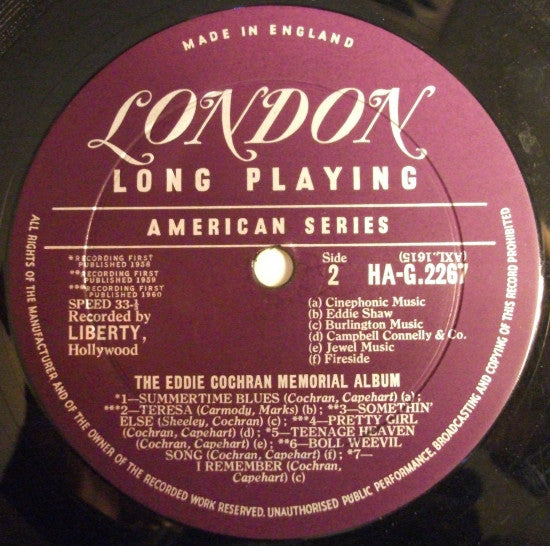 MADE IN ENGLAND
LONDON
LONG PLAYING
AMERICAN SERIES
*RECORDING FIRST
PUBLISHED 1958
**RECORDING FIRST
PUBLISHED 1959
***RECORDING FIRST
PUBLISHED 1960
SPEED 33-⅓
Recorded by
LIBERTY,
Hollywood
Side
2
(AXL.1615)
HA-G.2267
(a) Cinephonic Music
(b) Eddie Shaw
(c) Burlington Music
(d) Campbell Connelly & Co.
(e) Jewel Music
(f) Fireside
THE EDDIE COCHRAN MEMORIAL ALBUM
*1—SUMMERTIME BLUES (Cochran, Capehart) (a);
***2—TERESA (Carmody, Marks) (b); **3—SOMETHIN'
ELSE (Sheeley, Cochran) (c); ***4—PRETTY GIRL
(Cochran, Capehart) (d); *5—TEENAGE HEAVEN
(Cochran, Capehart) (e); **6—BOLL WEEVIL
SONG (Cochran, Capehart) (f); *7—
I REMEMBER (Cochran,
Capehart) (c)
ALL RIGHTS OF THE MANUFACTURER AND OF THE OWNER OF THE RECORDED WORK RESERVED. UNAUTHORISED PUBLIC PERFORMANCE, BROADCASTING AND COPYING OF THIS RECORD PROHIBITED